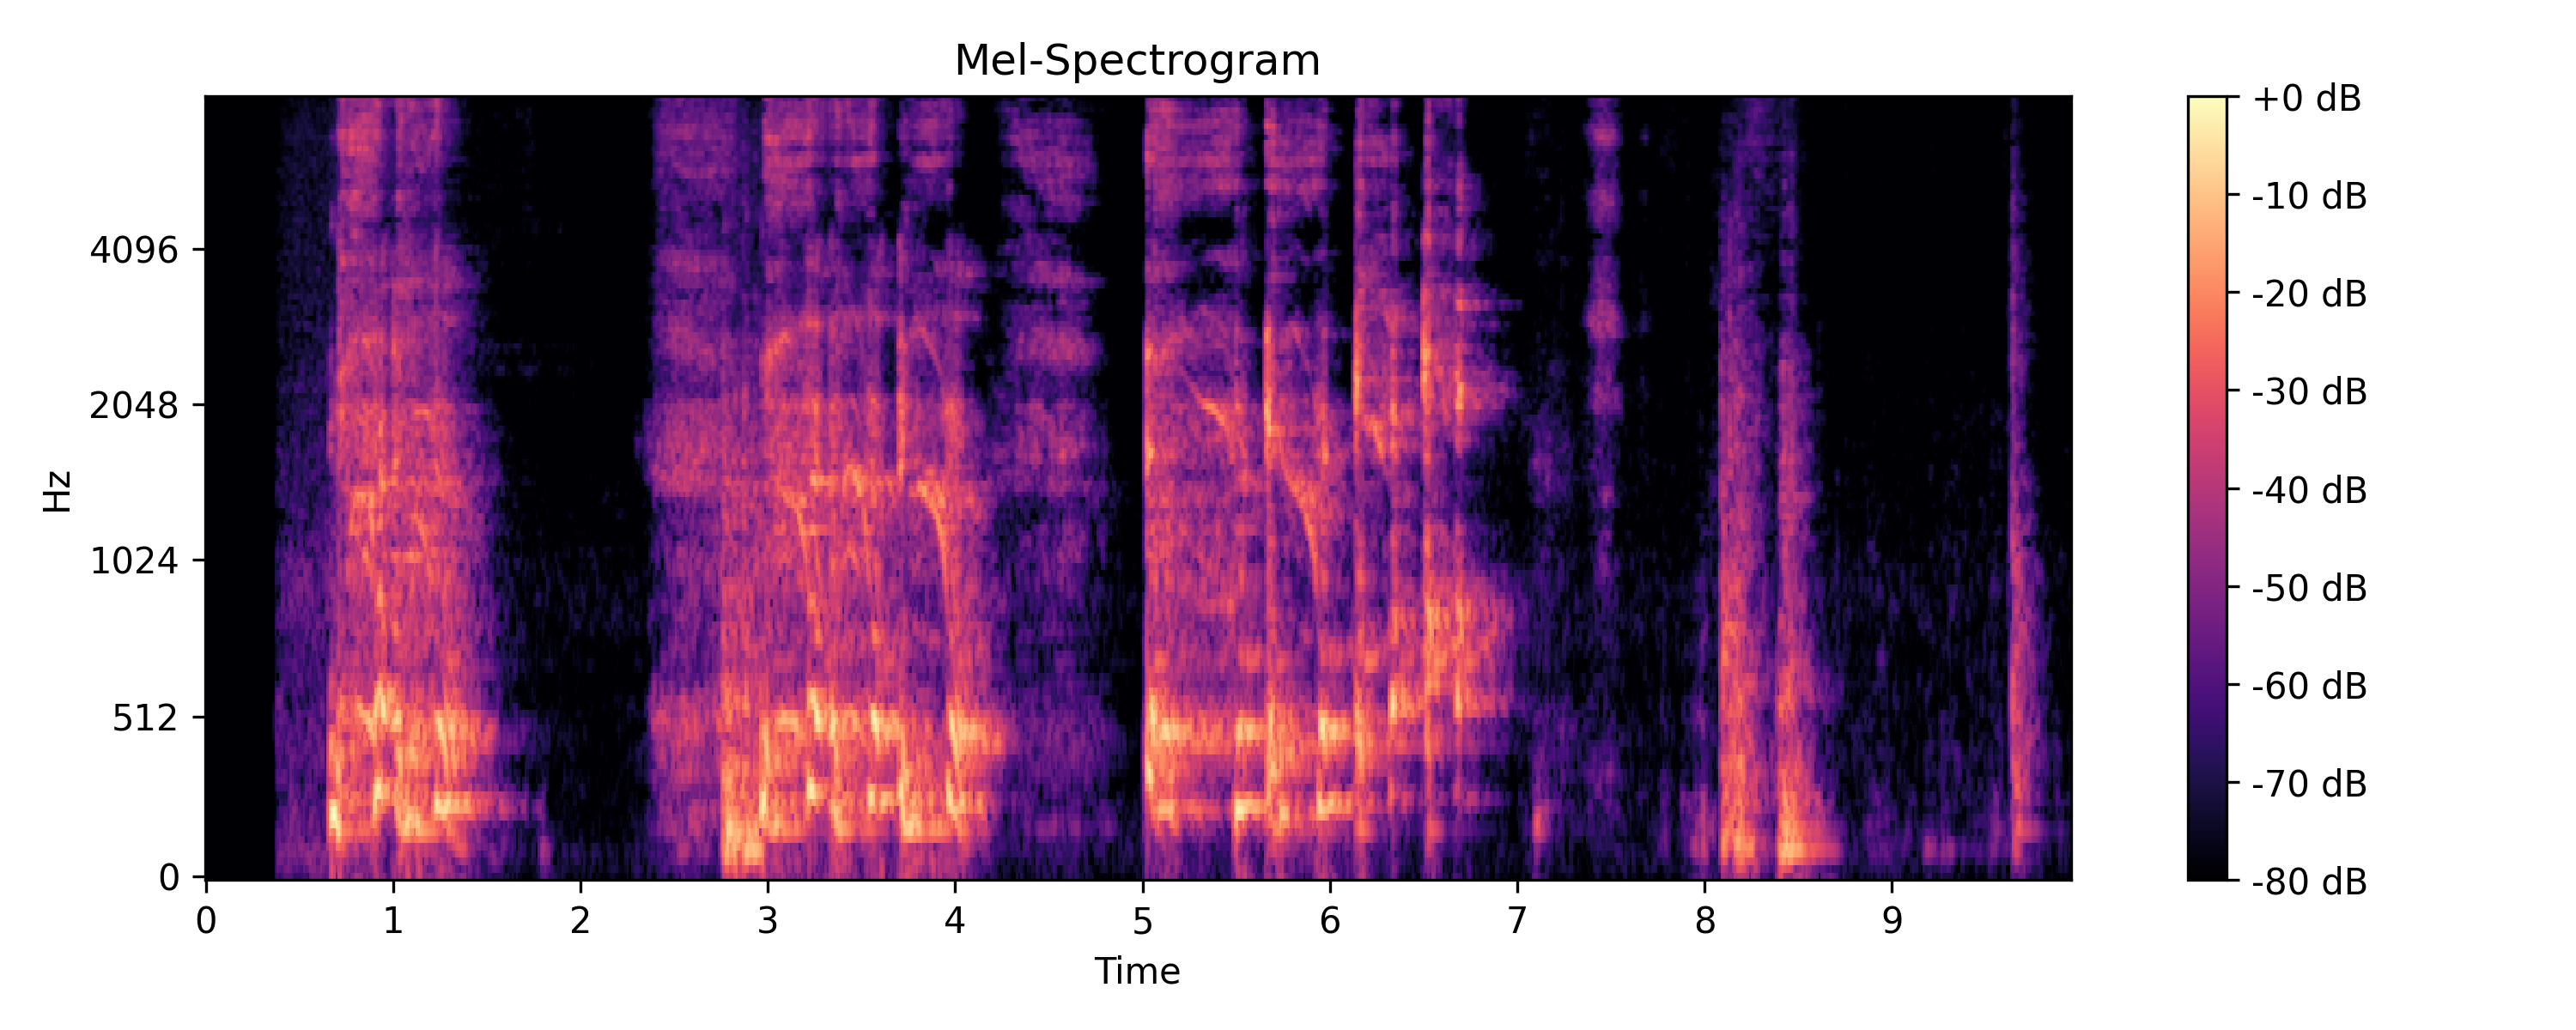 Mel-Spectrogram
+0 dB
-10 dB
-20 dB
-30 dB
-40 dB
-50 dB
-60 dB
-70 dB
-80 dB
Hz
4096
2048
1024
512
0
0 1 2 3 4 5 6 7 8 9
Time